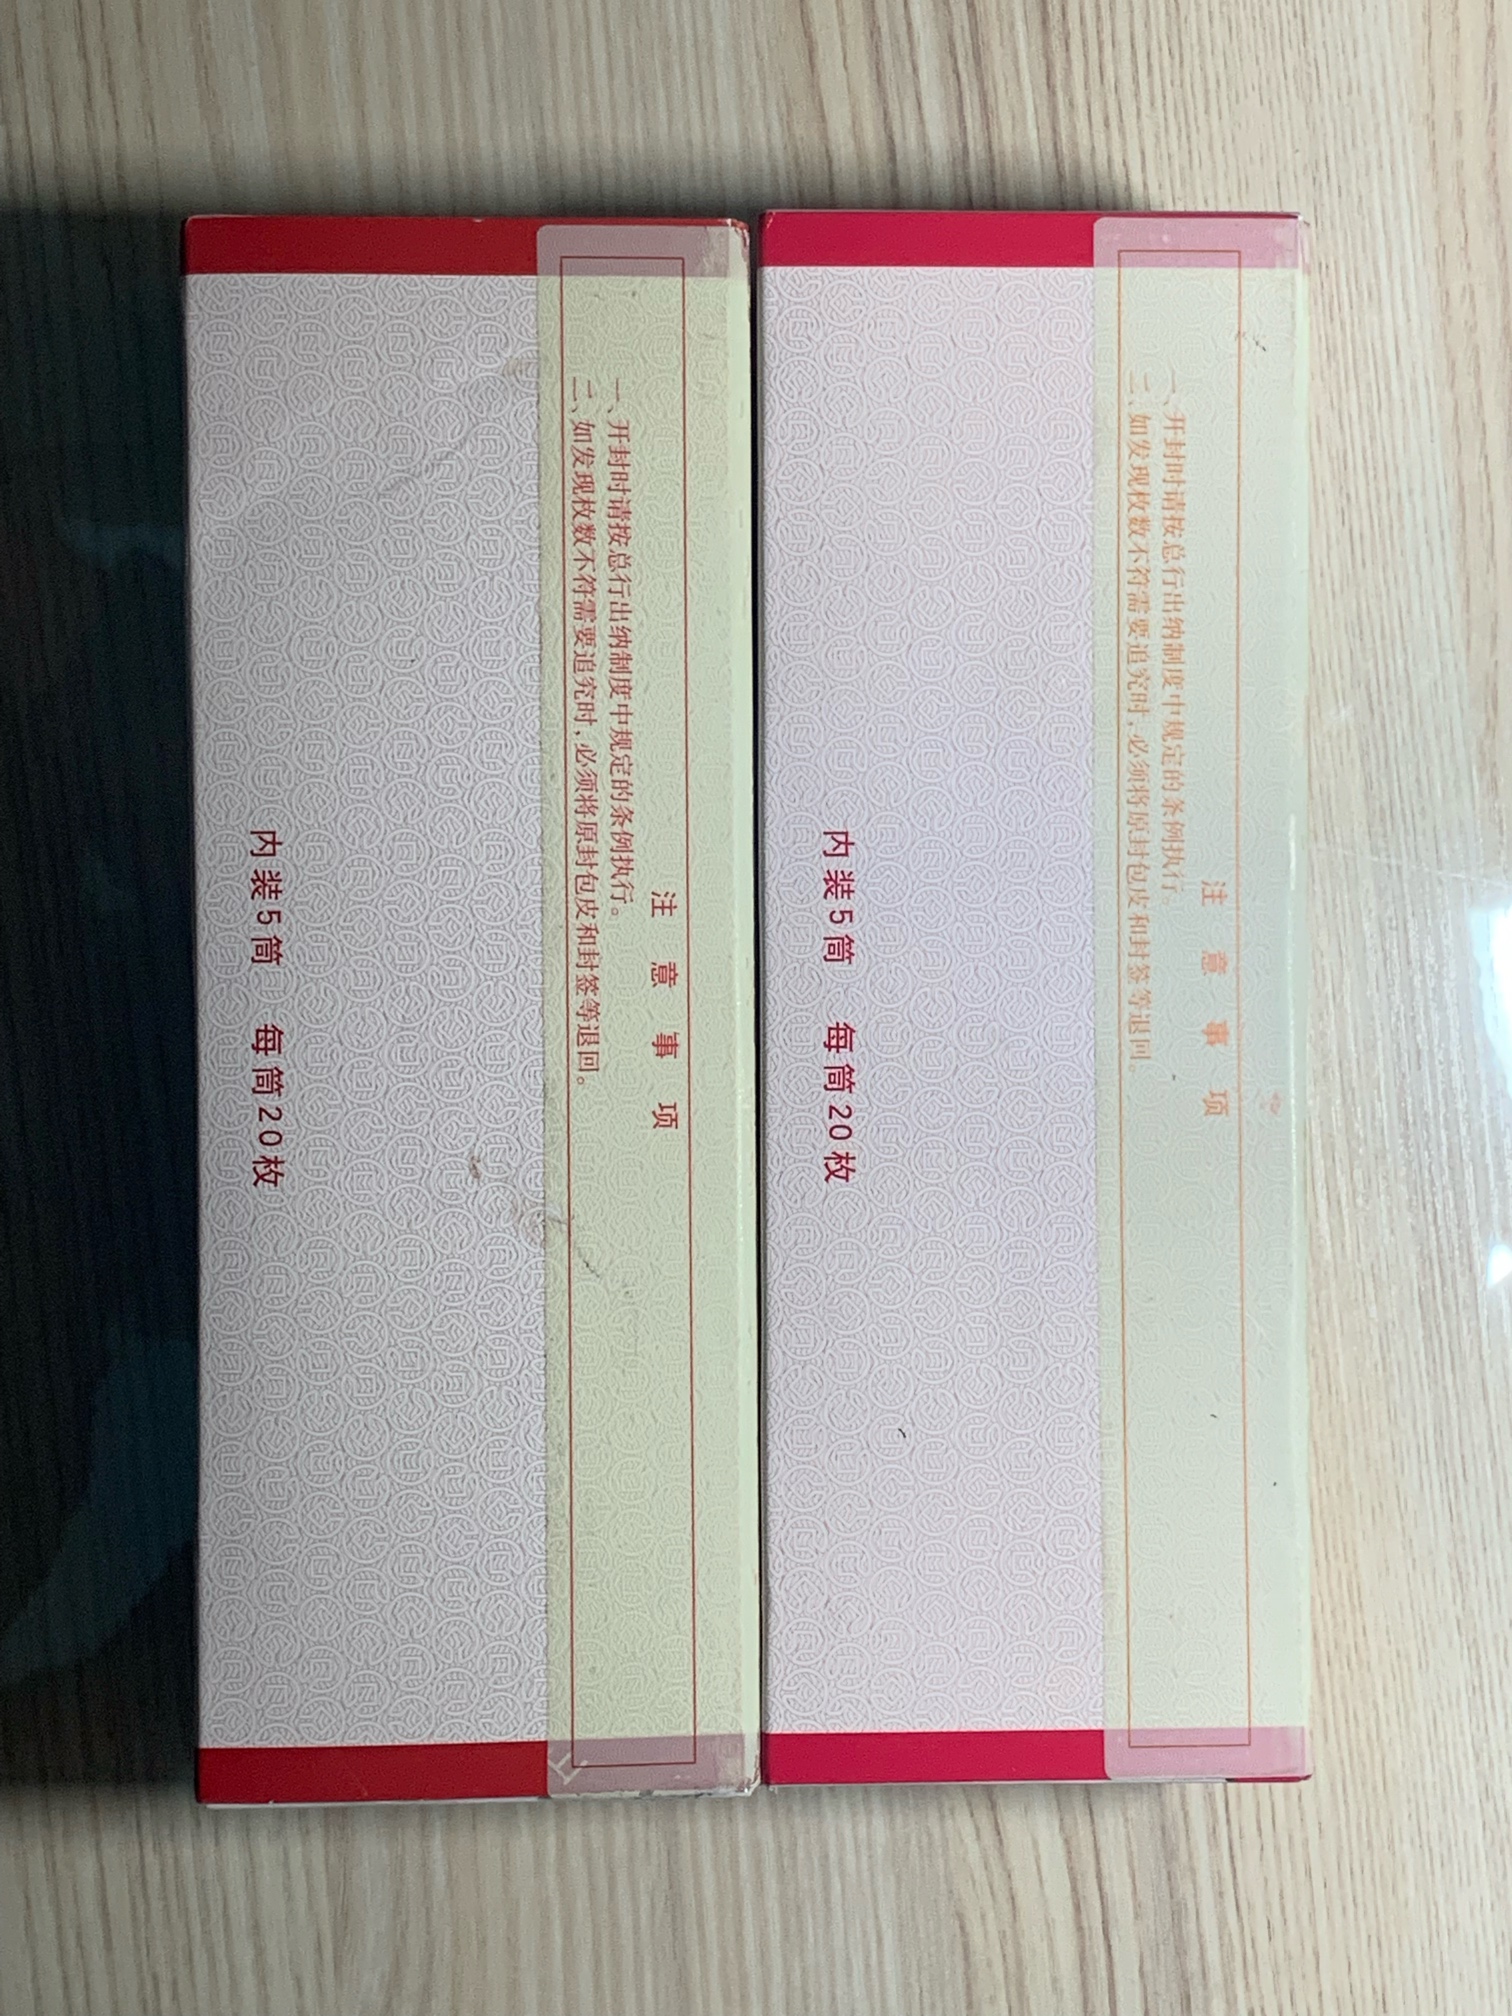 注意事项
一、开封时请按总行出纳制度中规定的条例执行。
二、如发现枚数不符需要追究时，必须将原封包皮和封签等退回。
内装5筒 每筒20枚
注意事项
一、开封时请按总行出纳制度中规定的条例执行。
二、如发现枚数不符需要追究时，必须将原封包皮和封签等退回。
内装5筒 每筒20枚